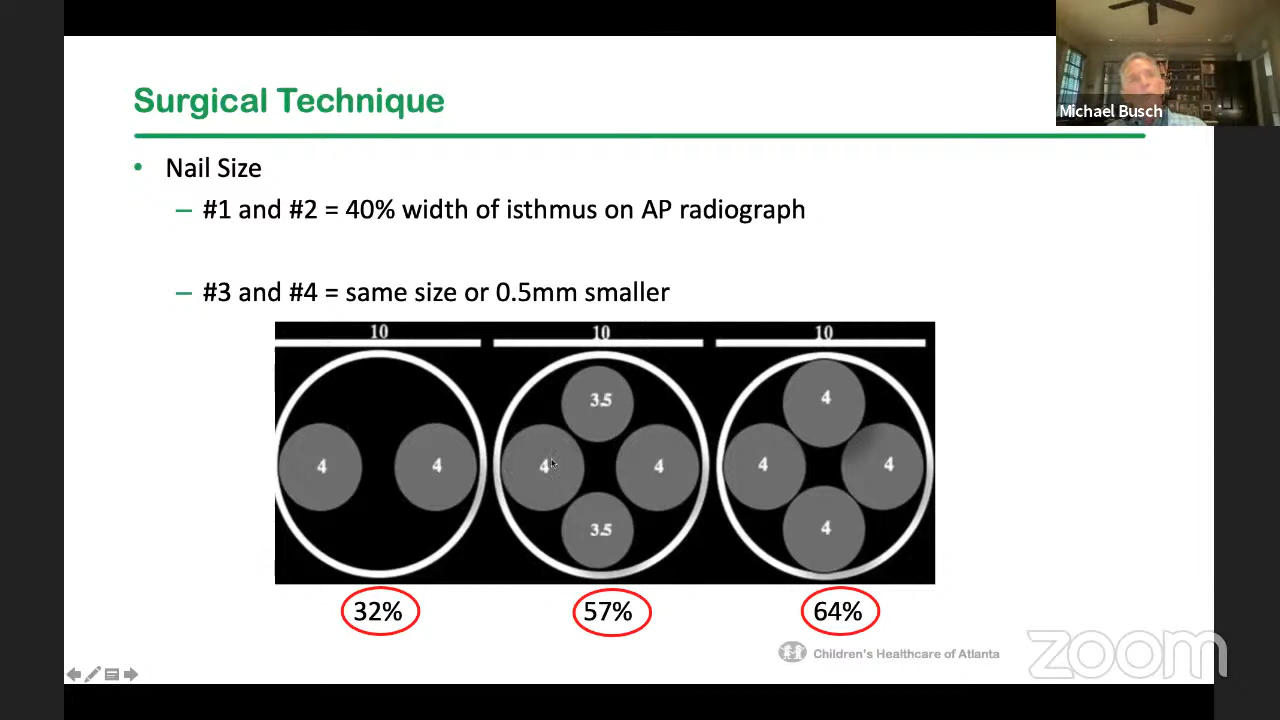 Surgical Technique
Michael Busch
• Nail Size
– #1 and #2 = 40% width of isthmus on AP radiograph
– #3 and #4 = same size or 0.5mm smaller
10 10 10
3.5 4
4 4 4 4 4 4
3.5 4
32% 57% 64%
Children's Healthcare of Atlanta
zoom